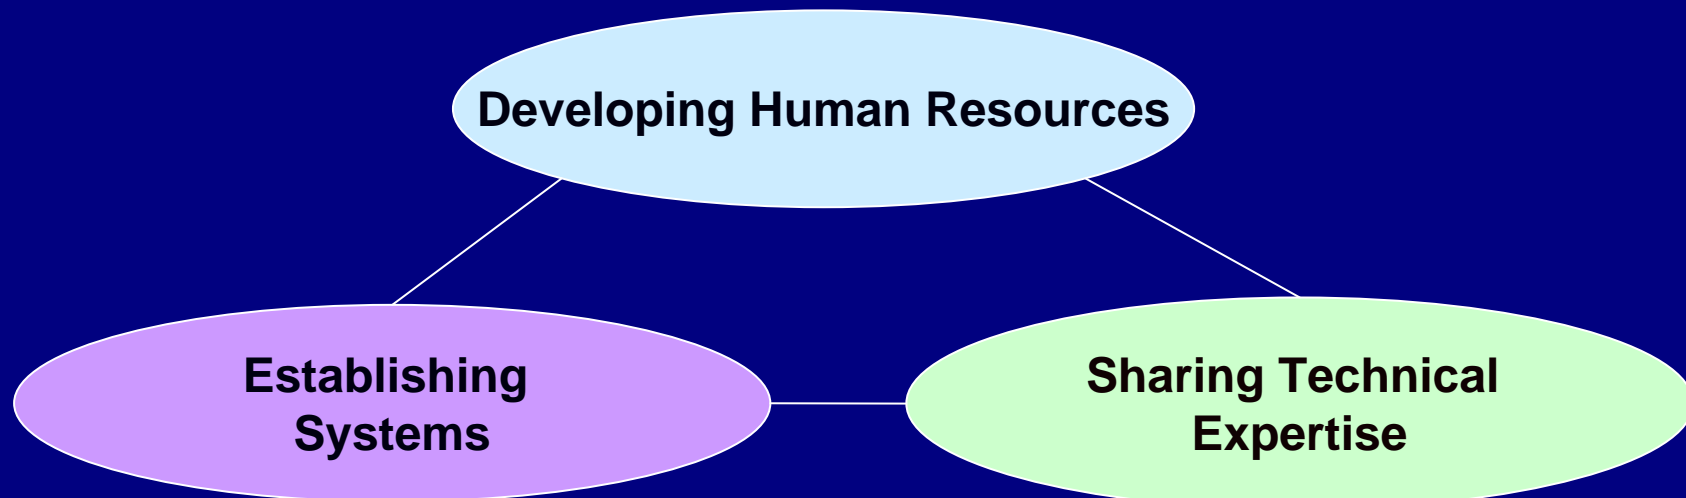 Developing Human Resources
Establishing
Systems
Sharing Technical
Expertise